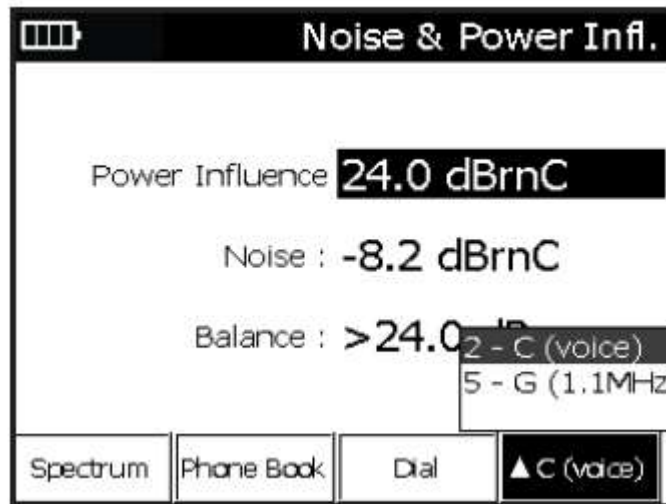 Noise & Power Infl.
Power Influence 24.0 dBrnC
Noise : -8.2 dBrnC
Balance : >24.0
2 - C (voice)
5 - G (1.1MHz
Spectrum Phone Book Dial ▲ C (voice)